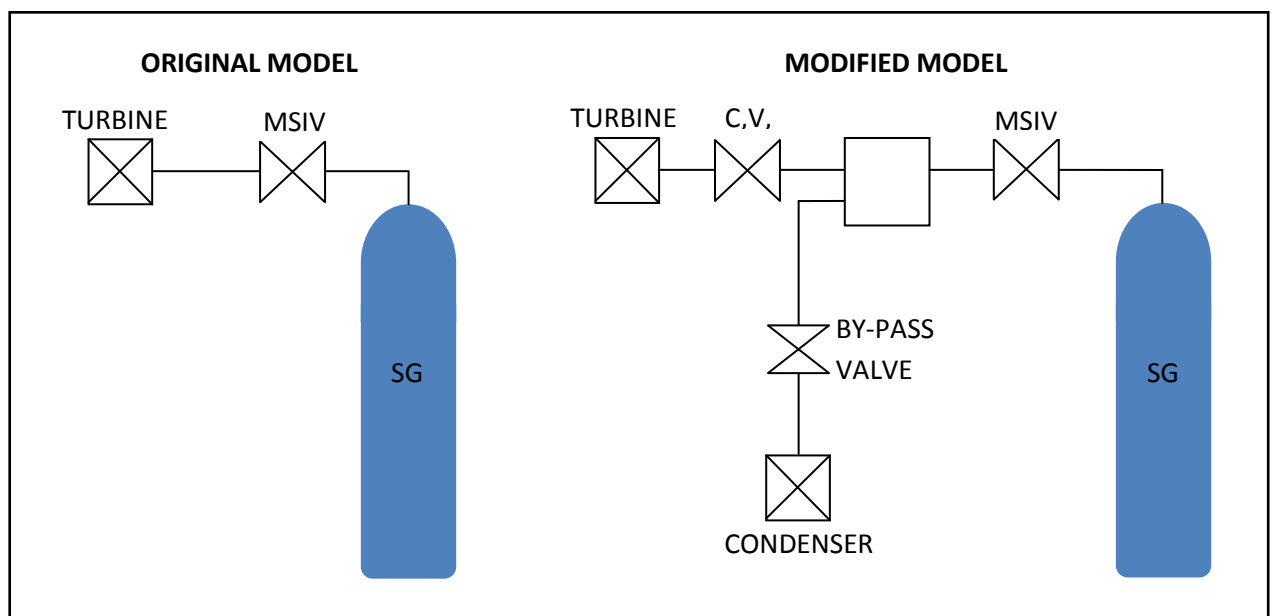 ORIGINAL MODEL
TURBINE
MSIV
SG
MODIFIED MODEL
TURBINE
C,V,
MSIV
BY-PASS
VALVE
SG
CONDENSER